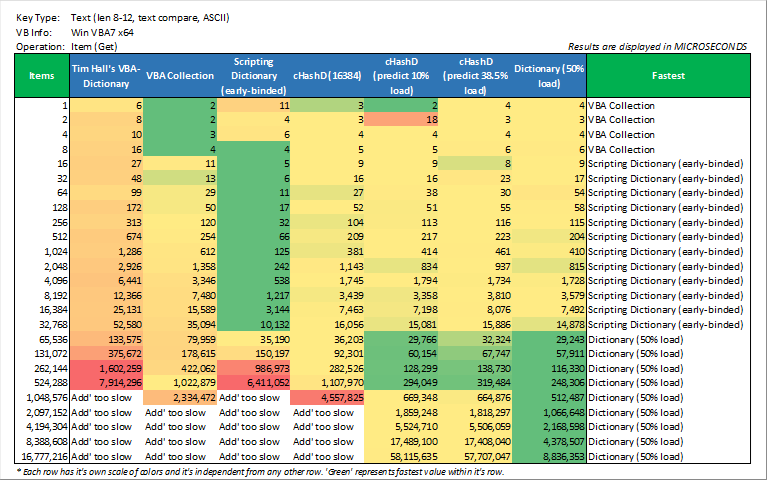 Key Type: Text (len 8-12, text compare, ASCII)
VB Info: Win VBA7 x64
Operation: Item (Get)
Results are displayed in MICROSECONDS
Items Tim Hall's VBA-Dictionary VBA Collection Scripting Dictionary (early-binded) cHashD (16384) cHashD (predict 10% load) cHashD (predict 38.5% load) Dictionary (50% load) Fastest
1 6 2 11 3 2 4 4 VBA Collection
2 8 2 4 3 18 3 3 VBA Collection
4 10 3 6 4 4 4 4 VBA Collection
8 16 4 4 5 5 6 6 VBA Collection
16 27 11 5 9 9 8 9 Scripting Dictionary (early-binded)
32 48 13 6 16 16 23 17 Scripting Dictionary (early-binded)
64 99 29 11 27 38 30 54 Scripting Dictionary (early-binded)
128 172 50 17 52 51 55 58 Scripting Dictionary (early-binded)
256 313 120 32 104 113 116 115 Scripting Dictionary (early-binded)
512 674 254 66 209 217 223 204 Scripting Dictionary (early-binded)
1,024 1,286 612 125 381 414 461 410 Scripting Dictionary (early-binded)
2,048 2,926 1,358 242 1,143 834 937 815 Scripting Dictionary (early-binded)
4,096 6,441 3,346 538 1,745 1,794 1,734 1,728 Scripting Dictionary (early-binded)
8,192 12,366 7,480 1,217 3,439 3,358 3,810 3,579 Scripting Dictionary (early-binded)
16,384 25,131 15,589 3,144 7,463 7,198 8,076 7,492 Scripting Dictionary (early-binded)
32,768 52,580 35,094 10,132 16,056 15,081 15,886 14,878 Scripting Dictionary (early-binded)
65,536 133,575 79,959 35,190 36,203 29,766 32,324 29,243 Dictionary (50% load)
131,072 375,672 178,615 150,197 92,301 60,154 67,747 57,911 Dictionary (50% load)
262,144 1,602,259 422,062 986,973 282,526 128,299 138,730 116,330 Dictionary (50% load)
524,288 7,914,296 1,022,879 6,411,052 1,107,970 294,049 319,484 248,306 Dictionary (50% load)
1,048,576 Add' too slow 2,334,472 Add' too slow 4,557,825 669,348 664,876 512,487 Dictionary (50% load)
2,097,152 Add' too slow Add' too slow Add' too slow Add' too slow 1,859,248 1,818,297 1,066,648 Dictionary (50% load)
4,194,304 Add' too slow Add' too slow Add' too slow Add' too slow 5,524,710 5,506,059 2,168,598 Dictionary (50% load)
8,388,608 Add' too slow Add' too slow Add' too slow Add' too slow 17,489,100 17,408,040 4,378,507 Dictionary (50% load)
16,777,216 Add' too slow Add' too slow Add' too slow Add' too slow 58,115,635 57,707,047 8,836,353 Dictionary (50% load)
* Each row has it's own scale of colors and it's independent from any other row. 'Green' represents fastest value within it's row.